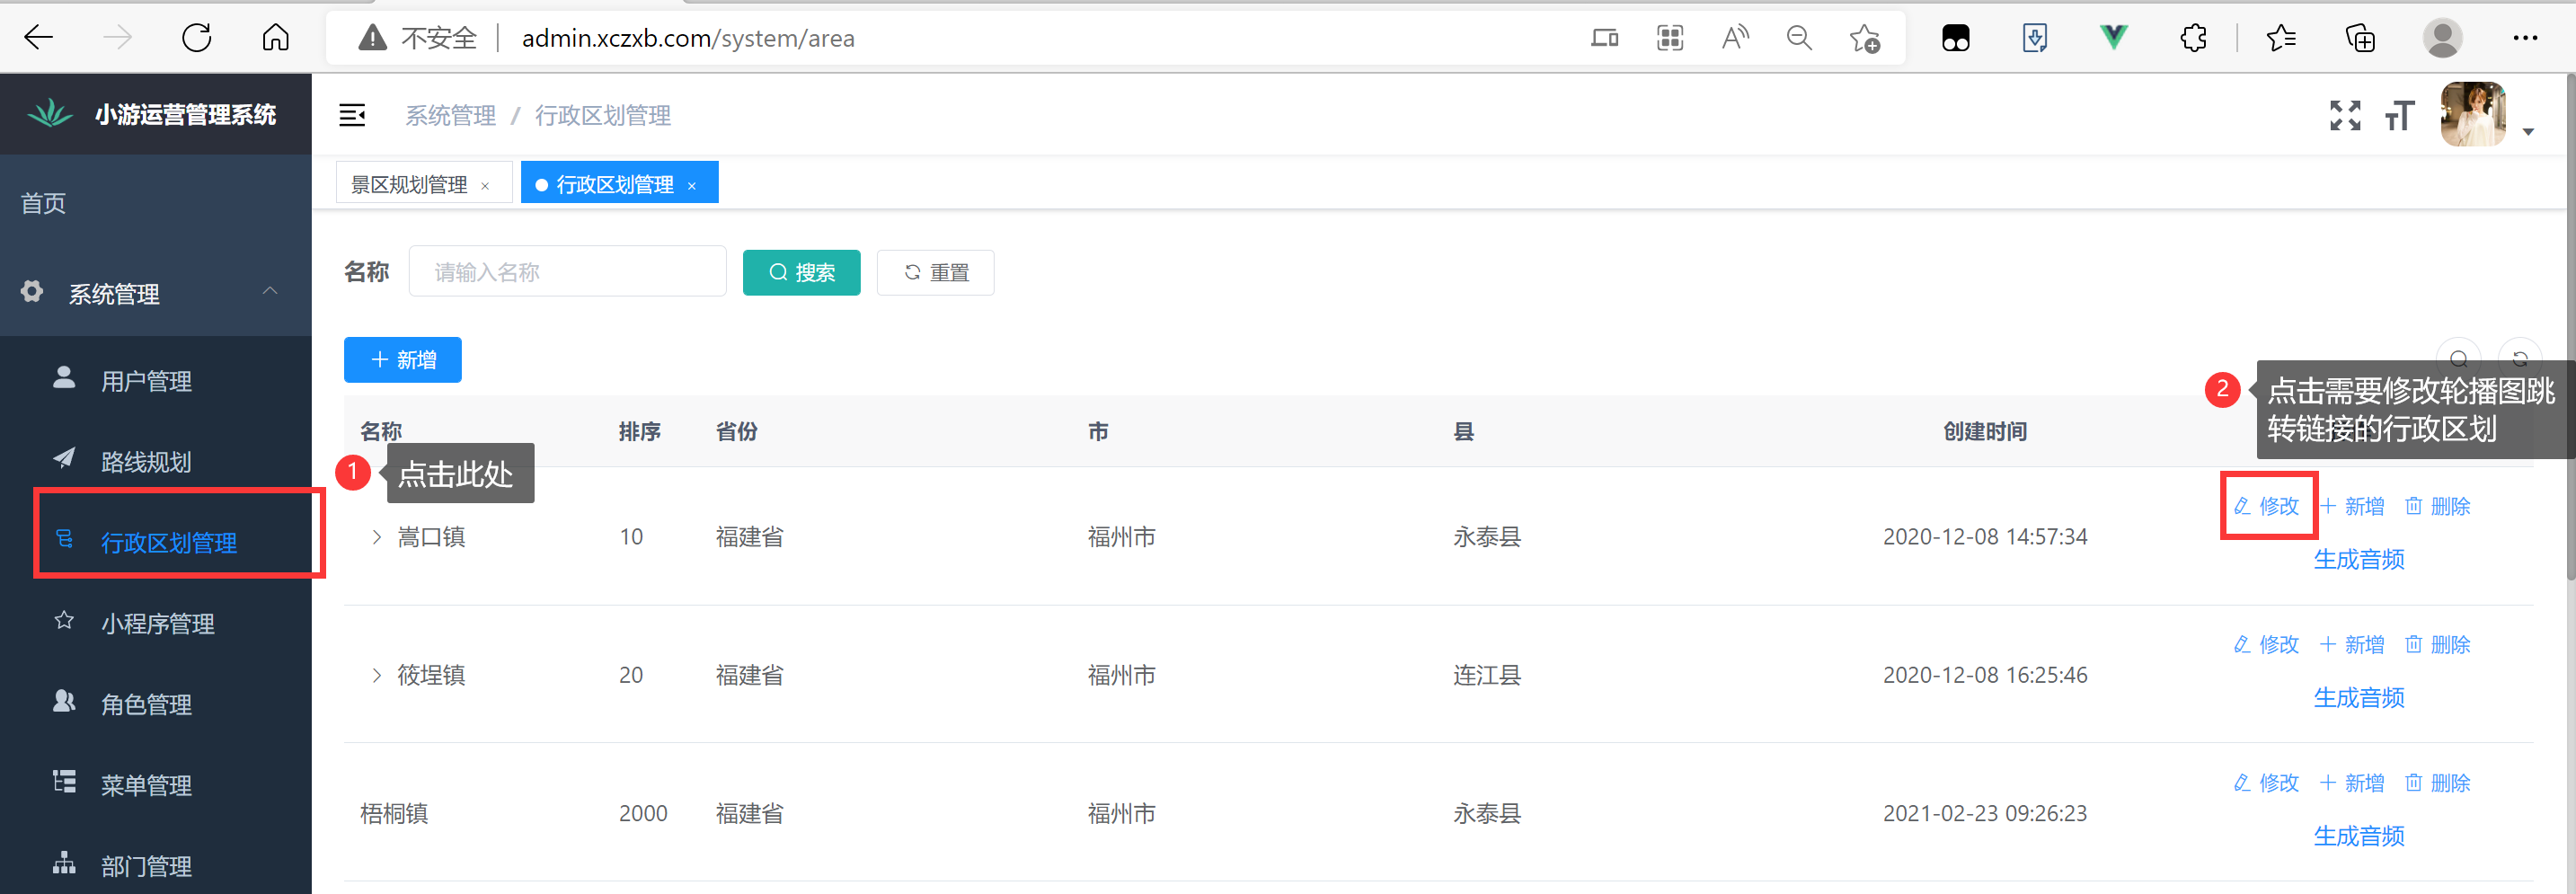 不安全 admin.xczxb.com/system/area
小游运营管理系统
系统管理 / 行政区划管理
景区规划管理 × 行政区划管理 ×
首页
系统管理
用户管理
路线规划
行政区划管理
小程序管理
角色管理
菜单管理
部门管理
名称 请输入名称 搜索 重置
新增
2 点击需要修改轮播图跳
转链接的行政区划
名称 排序 省份 市 县 创建时间
1 点击此处
嵩口镇 10 福建省 福州市 永泰县 2020-12-08 14:57:34 修改 新增 删除
生成音频
筱埕镇 20 福建省 福州市 连江县 2020-12-08 16:25:46 修改 新增 删除
生成音频
梧桐镇 2000 福建省 福州市 永泰县 2021-02-23 09:26:23 修改 新增 删除
生成音频